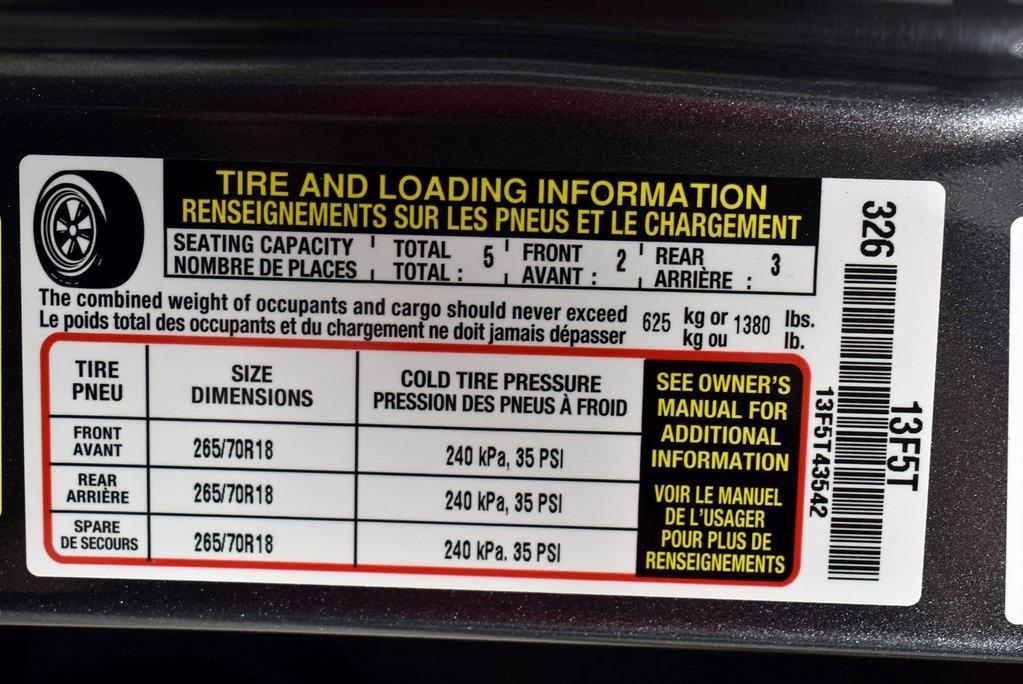 TIRE AND LOADING INFORMATION
RENSEIGNEMENTS SUR LES PNEUS ET LE CHARGEMENT
SEATING CAPACITY TOTAL 5 FRONT 2 REAR 3
NOMBRE DE PLACES TOTAL : AVANT : ARRIÈRE :
The combined weight of occupants and cargo should never exceed 625 kg or 1380 lbs.
Le poids total des occupants et du chargement ne doit jamais dépasser kg ou lb.
TIRE
PNEU
SIZE
DIMENSIONS
COLD TIRE PRESSURE
PRESSION DES PNEUS À FROID
FRONT
AVANT
265/70R18
240 kPa, 35 PSI
REAR
ARRIÈRE
265/70R18
240 kPa, 35 PSI
SPARE
DE SECOURS
265/70R18
240 kPa. 35 PSI
SEE OWNER'S
MANUAL FOR
ADDITIONAL
INFORMATION
VOIR LE MANUEL
DE L'USAGER
POUR PLUS DE
RENSEIGNEMENTS
326
13F5T
13F5T43542